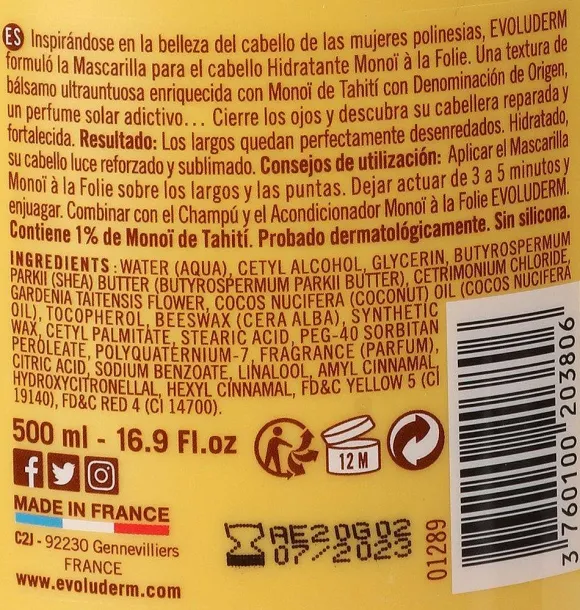 ES Inspirándose en la belleza del cabello de las mujeres polinesias, EVOLUDERM
formuló la Mascarilla para el cabello Hidratante Monoï à la Folie. Una textura de
bálsamo ultrauntuosa enriquecida con Monoï de Tahití con Denominación de Origen,
un perfume solar adictivo... Cierre los ojos y descubra su cabellera reparada y
fortalecida. Resultado: Los largos quedan perfectamente desenredados. Hidratado,
su cabello luce reforzado y sublimado. Consejos de utilización: Aplicar el Mascarilla
Monoï à la Folie sobre los largos y las puntas. Dejar actuar de 3 a 5 minutos y
enjuagar. Combinar con el Champú y el Acondicionador Monoï à la Folie EVOLUDERM.
Contiene 1% de Monoï de Tahití. Probado dermatológicamente. Sin silicona.
INGREDIENTS: WATER (AQUA), CETYL ALCOHOL, GLYCERIN, BUTYROSPERMUM
PARKII (SHEA) BUTTER (BUTYROSPERMUM PARKII BUTTER), CETRIMONIUM CHLORIDE,
GARDENIA TAITENSIS FLOWER, COCOS NUCIFERA (COCONUT) OIL (COCOS NUCIFERA
OIL), TOCOPHEROL, BEESWAX (CERA ALBA), SYNTHETIC
WAX, CETYL PALMITATE, STEARIC ACID, PEG-40 SORBITAN
PEROLEATE, POLYQUATERNIUM-7, FRAGRANCE (PARFUM),
CITRIC ACID, SODIUM BENZOATE, LINALOOL, AMYL CINNAMAL,
HYDROXYCITRONELLAL, HEXYL CINNAMAL, FD&C YELLOW 5 (CI
19140), FD&C RED 4 (CI 14700).
500 ml - 16.9 Fl.oz
12 M
MADE IN FRANCE
C2J - 92230 Gennevilliers
FRANCE
www.evoluderm.com
AE20G02
07/2023
01289
3 760100 203806